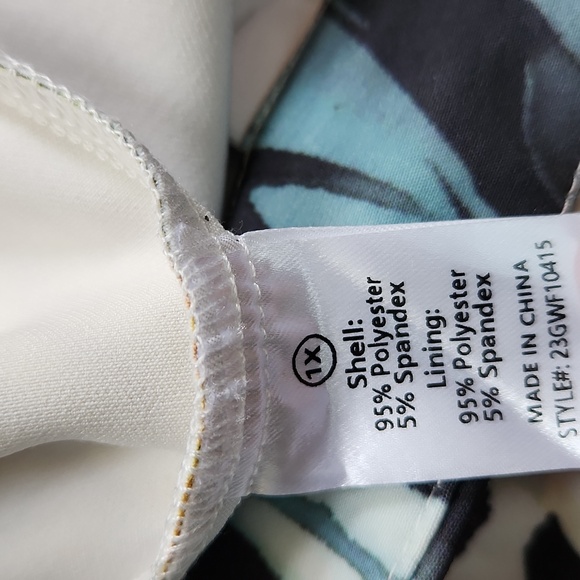 1X
Shell:
95% Polyester
5% Spandex
Lining:
95% Polyester
5% Spandex
MADE IN CHINA
STYLE#: 23GWF10415